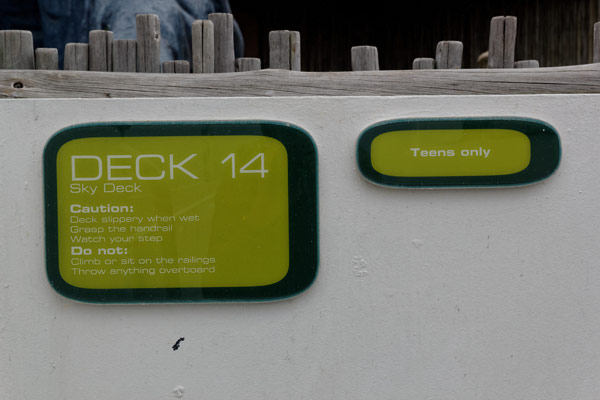 DECK 14
Sky Deck
Caution:
Deck slippery when wet
Grasp the handrail
Watch your step
Do not:
Climb or sit on the railings
Throw anything overboard
Teens only